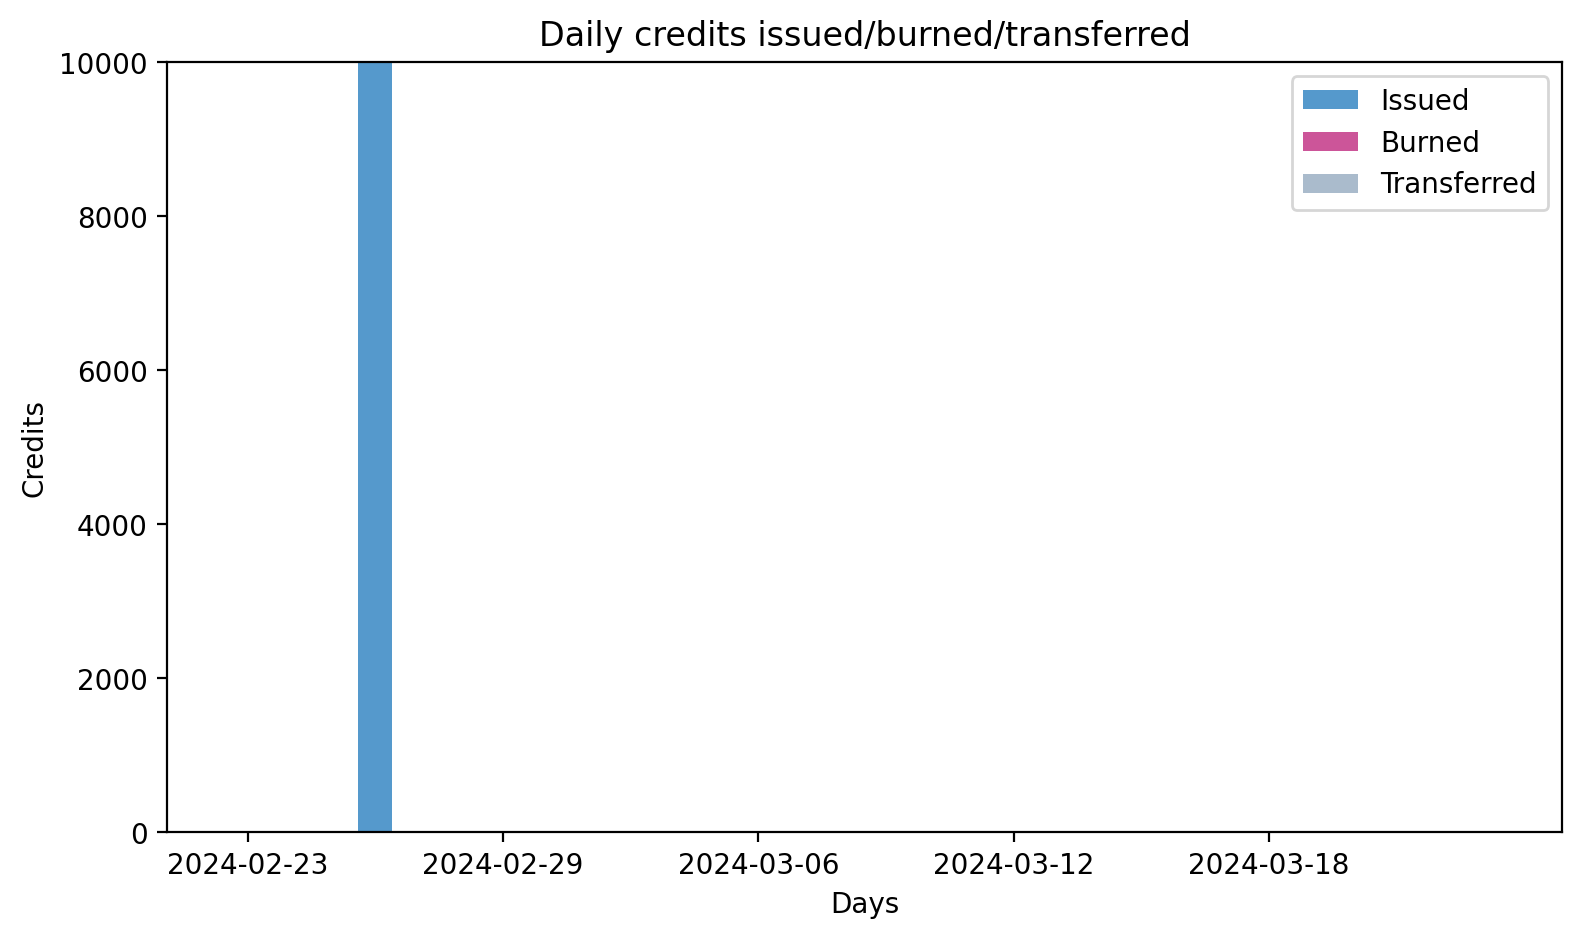 Daily credits issued/burned/transferred
10000
8000
6000
4000
2000
0
Credits
Issued
Burned
Transferred
2024-02-23
2024-02-29
2024-03-06
2024-03-12
2024-03-18
Days